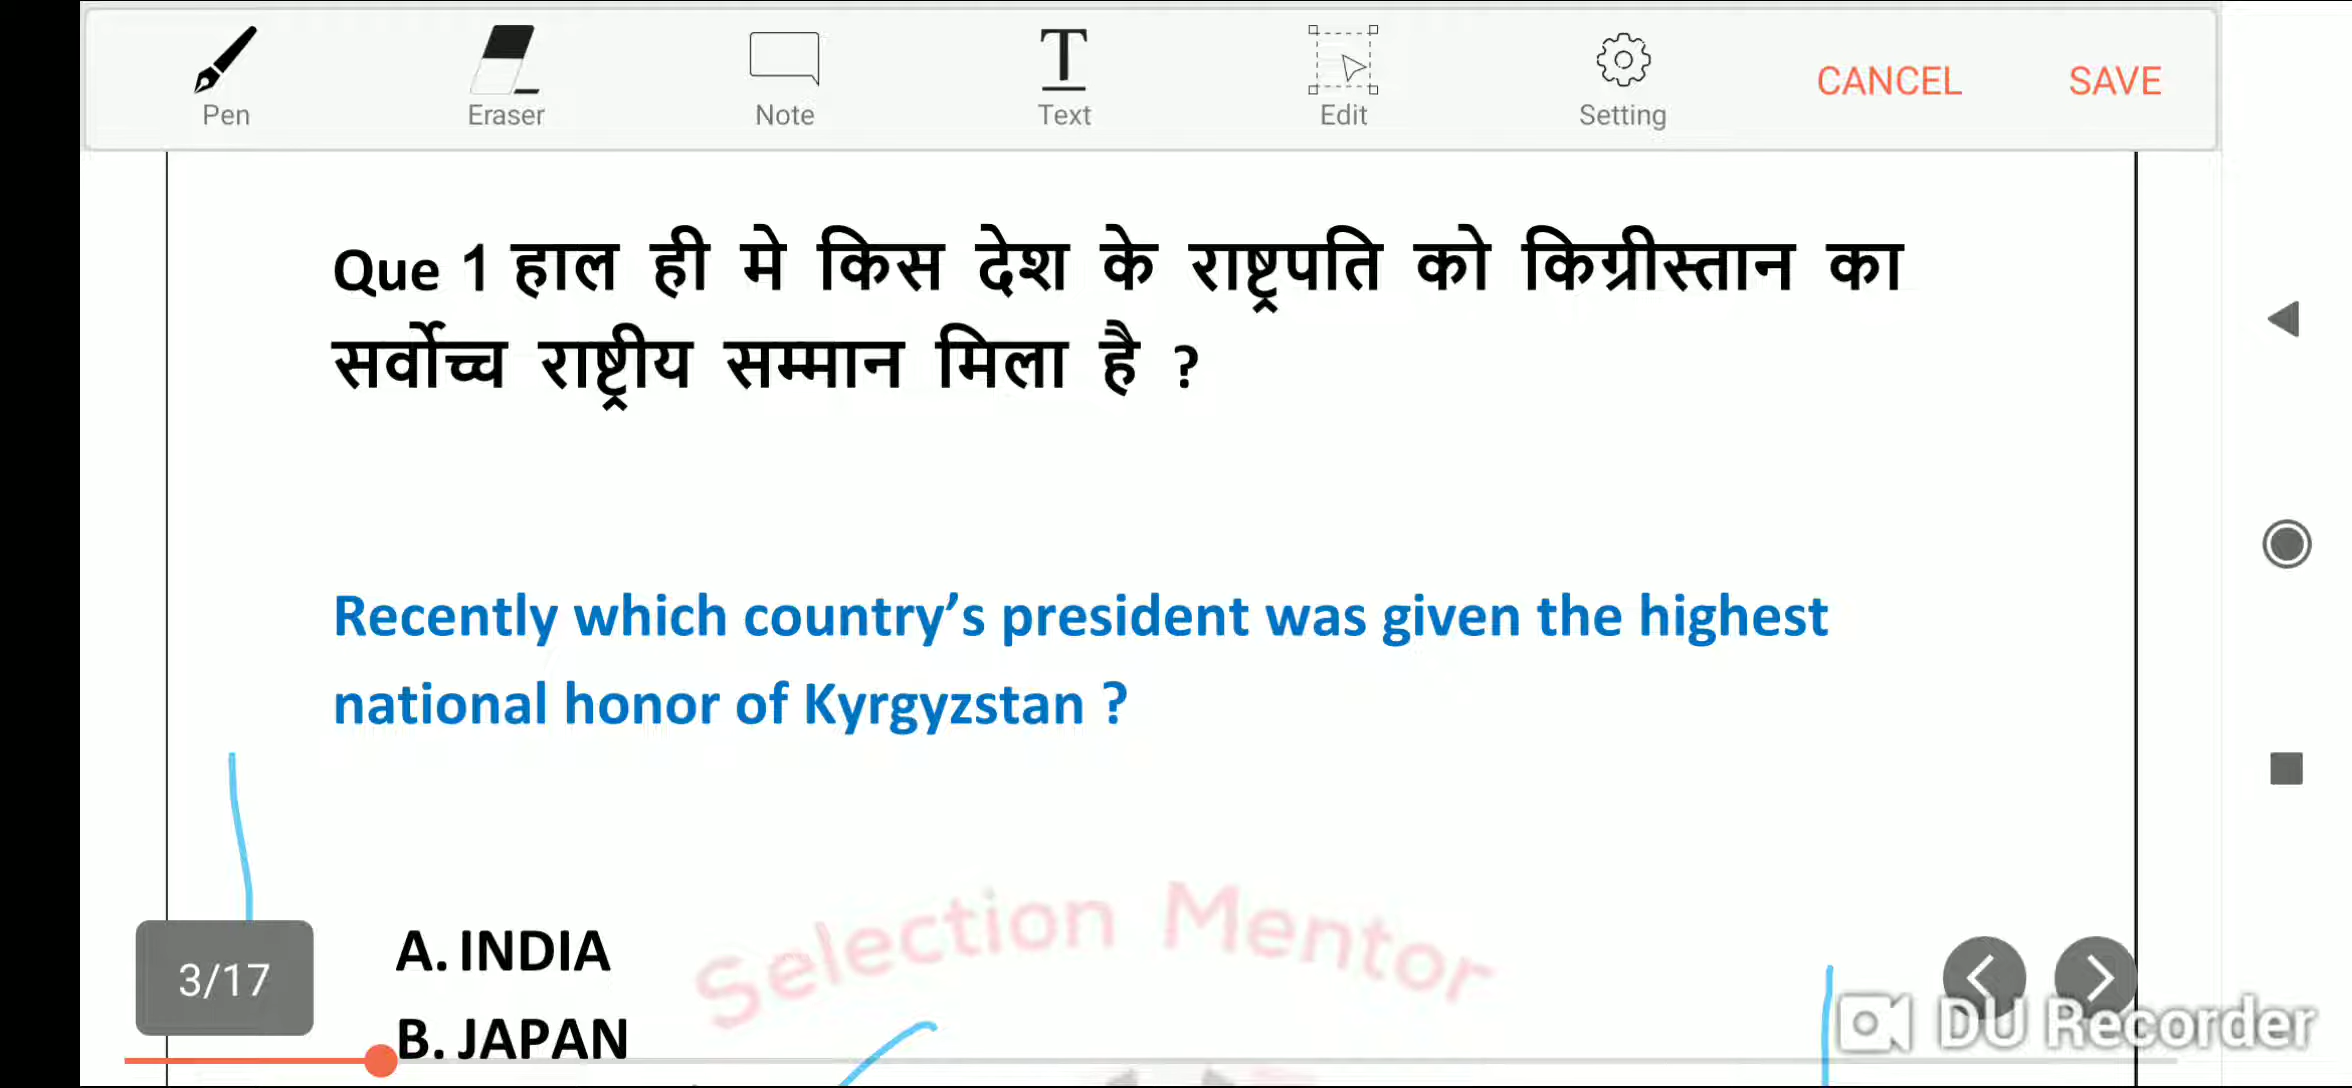 Pen
Eraser
Note
Text
Edit
Setting
CANCEL
SAVE
Que 1 हाल ही मे किस देश के राष्ट्रपति को किग्रीस्तान का
सर्वोच्च राष्ट्रीय सम्मान मिला है ?
Recently which country’s president was given the highest
national honor of Kyrgyzstan ?
Selection Mentor
A. INDIA
3/17
B. JAPAN
DU Recorder